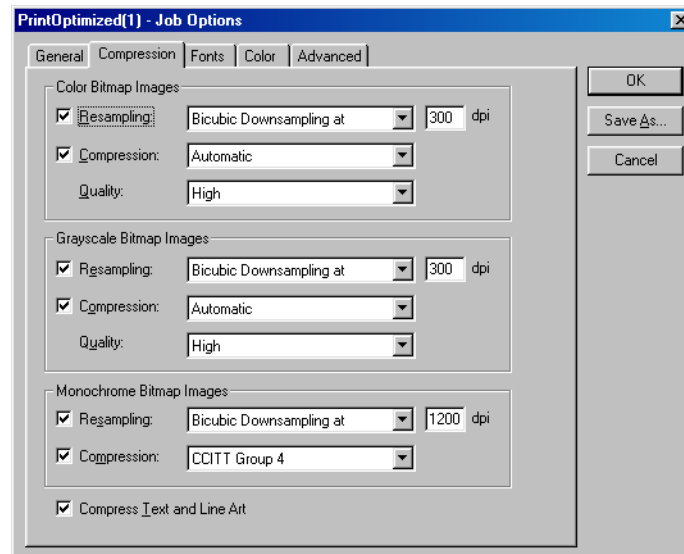 PrintOptimized(1) - Job Options
General Compression Fonts Color Advanced
OK
Save As...
Cancel
Color Bitmap Images
Resampling: Bicubic Downsampling at 300 dpi
Compression: Automatic
Quality: High
Grayscale Bitmap Images
Resampling: Bicubic Downsampling at 300 dpi
Compression: Automatic
Quality: High
Monochrome Bitmap Images
Resampling: Bicubic Downsampling at 1200 dpi
Compression: CCITT Group 4
Compress Text and Line Art